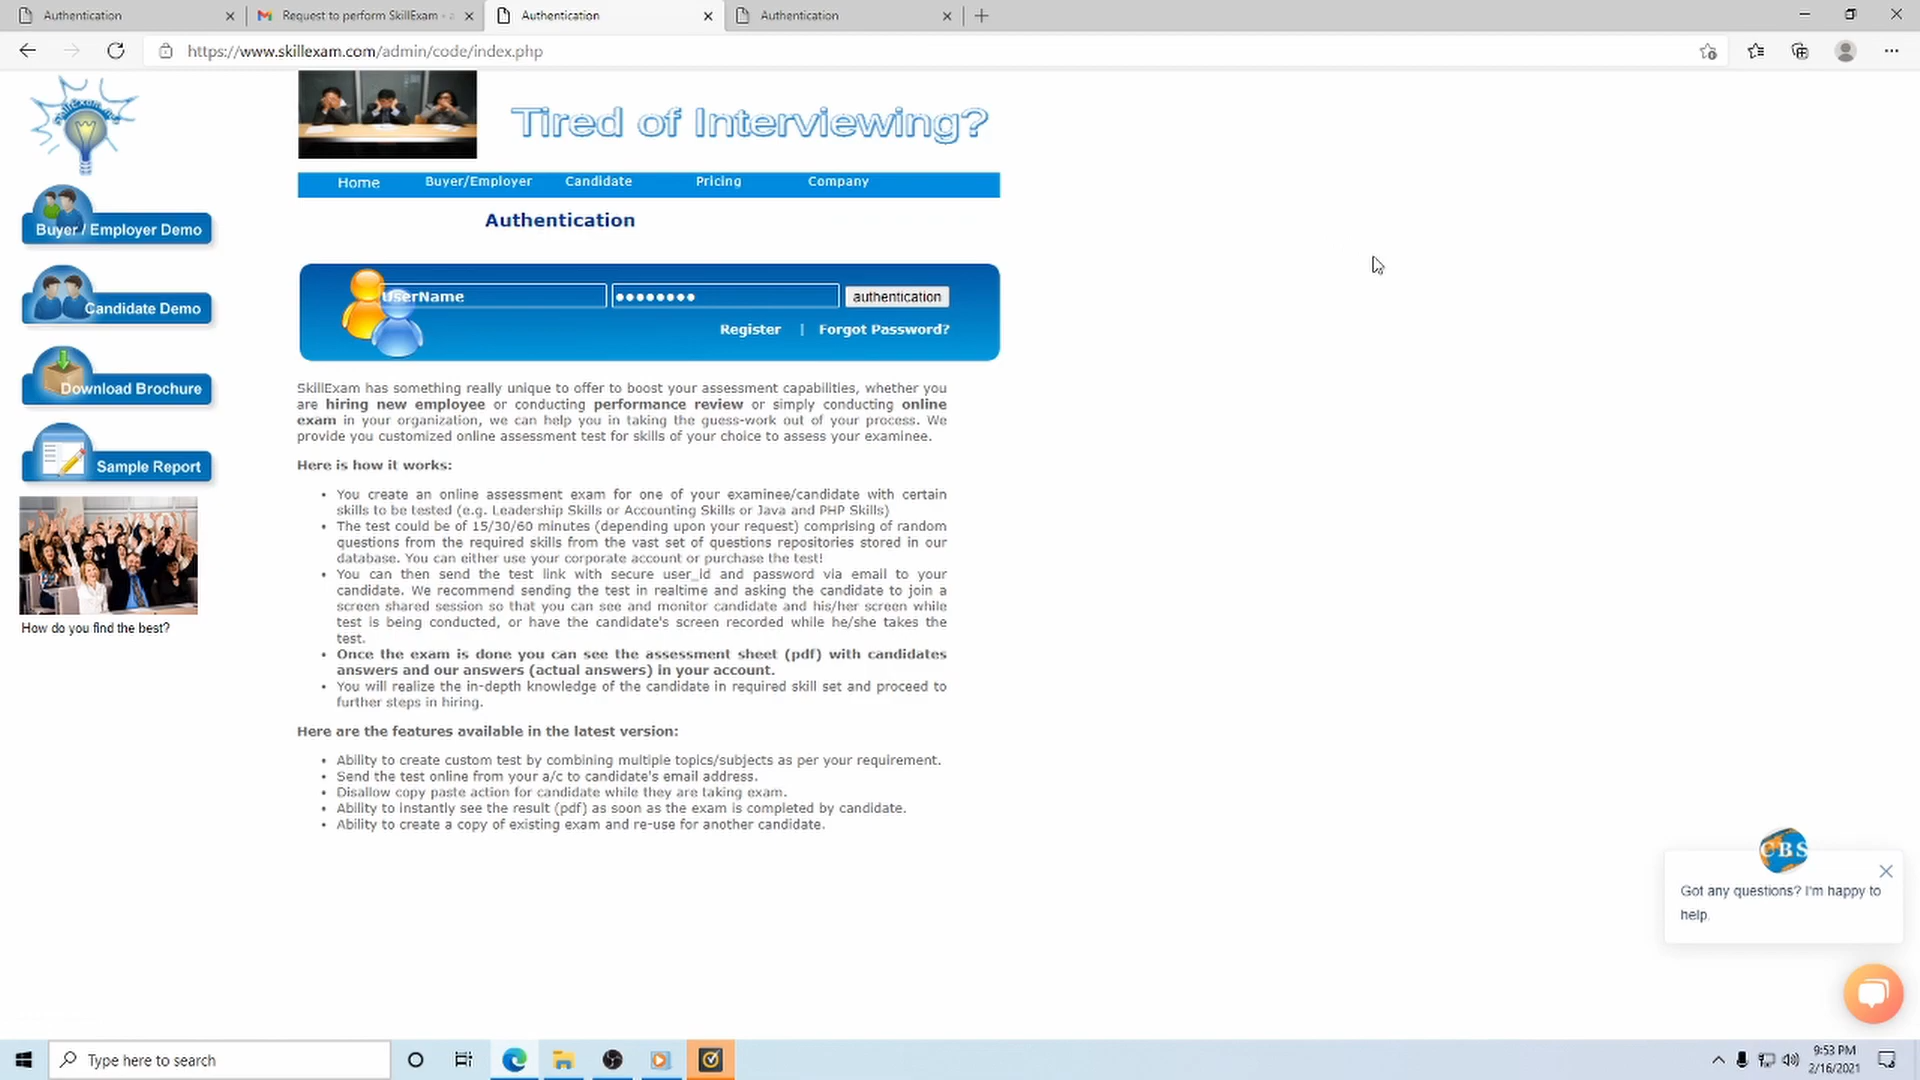 Authentication
Request to perform SkillExam -
Authentication
Authentication
https://www.skillexam.com/admin/code/index.php
Tired of Interviewing?
Home Buyer/Employer Candidate Pricing Company
Authentication
UserName
authentication
Register | Forgot Password?
Buyer / Employer Demo
Candidate Demo
Download Brochure
Sample Report
How do you find the best?
SkillExam has something really unique to offer to boost your assessment capabilities, whether you
are hiring new employee or conducting performance review or simply conducting online
exam in your organization, we can help you in taking the guess-work out of your process. We
provide you customized online assessment test for skills of your choice to assess your examinee.
Here is how it works:
• You create an online assessment exam for one of your examinee/candidate with certain
skills to be tested (e.g. Leadership Skills or Accounting Skills or Java and PHP Skills)
• The test could be of 15/30/60 minutes (depending upon your request) comprising of random
questions from the required skills from the vast set of questions repositories stored in our
database. You can either use your corporate account or purchase the test!
• You can then send the test link with secure user_id and password via email to your
candidate. We recommend sending the test in realtime and asking the candidate to join a
screen shared session so that you can see and monitor candidate and his/her screen while
test is being conducted, or have the candidate's screen recorded while he/she takes the
test.
• Once the exam is done you can see the assessment sheet (pdf) with candidates
answers and our answers (actual answers) in your account.
• You will realize the in-depth knowledge of the candidate in required skill set and proceed to
further steps in hiring.
Here are the features available in the latest version:
• Ability to create custom test by combining multiple topics/subjects as per your requirement.
• Send the test online from your a/c to candidate's email address.
• Disallow copy paste action for candidate while they are taking exam.
• Ability to instantly see the result (pdf) as soon as the exam is completed by candidate.
• Ability to create a copy of existing exam and re-use for another candidate.
CBS
Got any questions? I'm happy to
help.
Type here to search
9:53 PM
2/16/2021